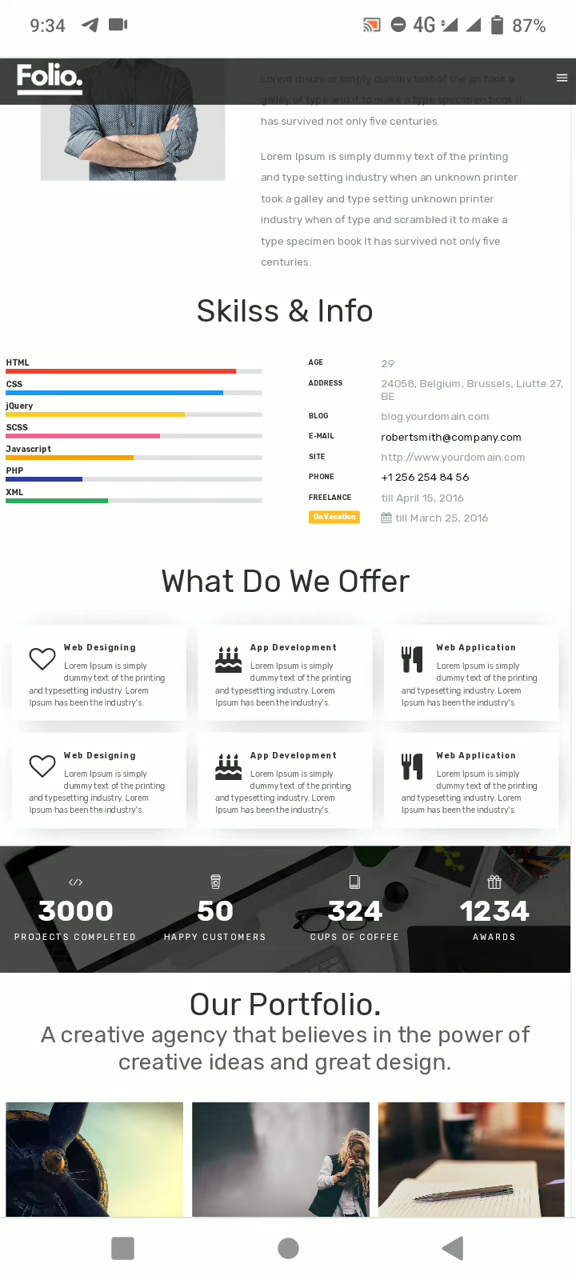 9:34
4G
87%
Folio.
Lorem Ipsum is simply dummy text of the an took a
galley of type and it to make a type specimen book It
has survived not only five centuries.
Lorem Ipsum is simply dummy text of the printing
and type setting industry when an unknown printer
took a galley and type setting unknown printer
industry when of type and scrambled it to make a
type specimen book It has survived not only five
centuries.
Skilss & Info
HTML
CSS
jQuery
SCSS
Javascript
PHP
XML
AGE 29
ADDRESS 24058, Belgium, Brussels, Liutte 27,
BE
BLOG blog.yourdomain.com
E-MAIL robertsmith@company.com
SITE http://www.yourdomain.com
PHONE +1 256 254 84 56
FREELANCE till April 15, 2016
On Vacation till March 25, 2016
What Do We Offer
Web Designing
Lorem Ipsum is simply
dummy text of the printing
and typesetting industry. Lorem
Ipsum has been the industry's.
App Development
Lorem Ipsum is simply
dummy text of the printing
and typesetting industry. Lorem
Ipsum has been the industry's.
Web Application
Lorem Ipsum is simply
dummy text of the printing
and typesetting industry. Lorem
Ipsum has been the industry's.
Web Designing
Lorem Ipsum is simply
dummy text of the printing
and typesetting industry. Lorem
Ipsum has been the industry's.
App Development
Lorem Ipsum is simply
dummy text of the printing
and typesetting industry. Lorem
Ipsum has been the industry's.
Web Application
Lorem Ipsum is simply
dummy text of the printing
and typesetting industry. Lorem
Ipsum has been the industry's.
3000
PROJECTS COMPLETED
50
HAPPY CUSTOMERS
324
CUPS OF COFFEE
1234
AWARDS
Our Portfolio.
A creative agency that believes in the power of
creative ideas and great design.